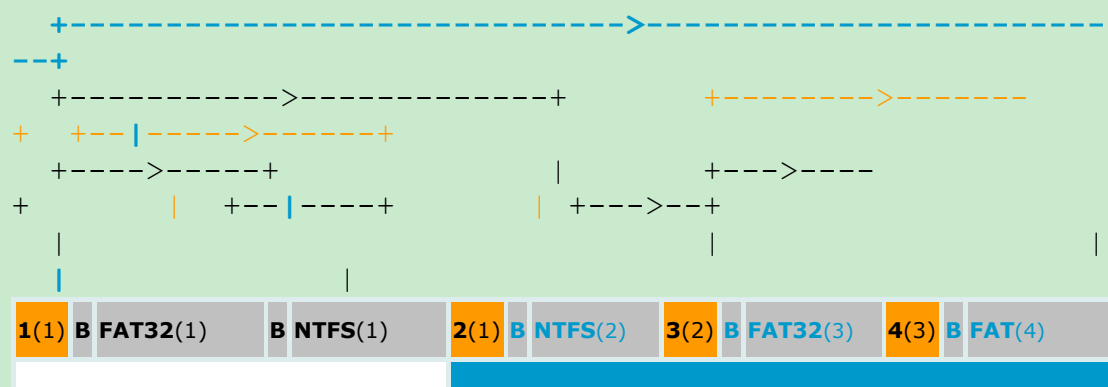 +----------------------------->------------------------
--+
+----------->-------------+ +-------->-------
+ +--|----->------+
+---->-----+ | +--->----
+ | +--|----+ | +--->--+
| | |
| |
1(1) B FAT32(1) B NTFS(1) 2(1) B NTFS(2) 3(2) B FAT32(3) 4(3) B FAT(4)